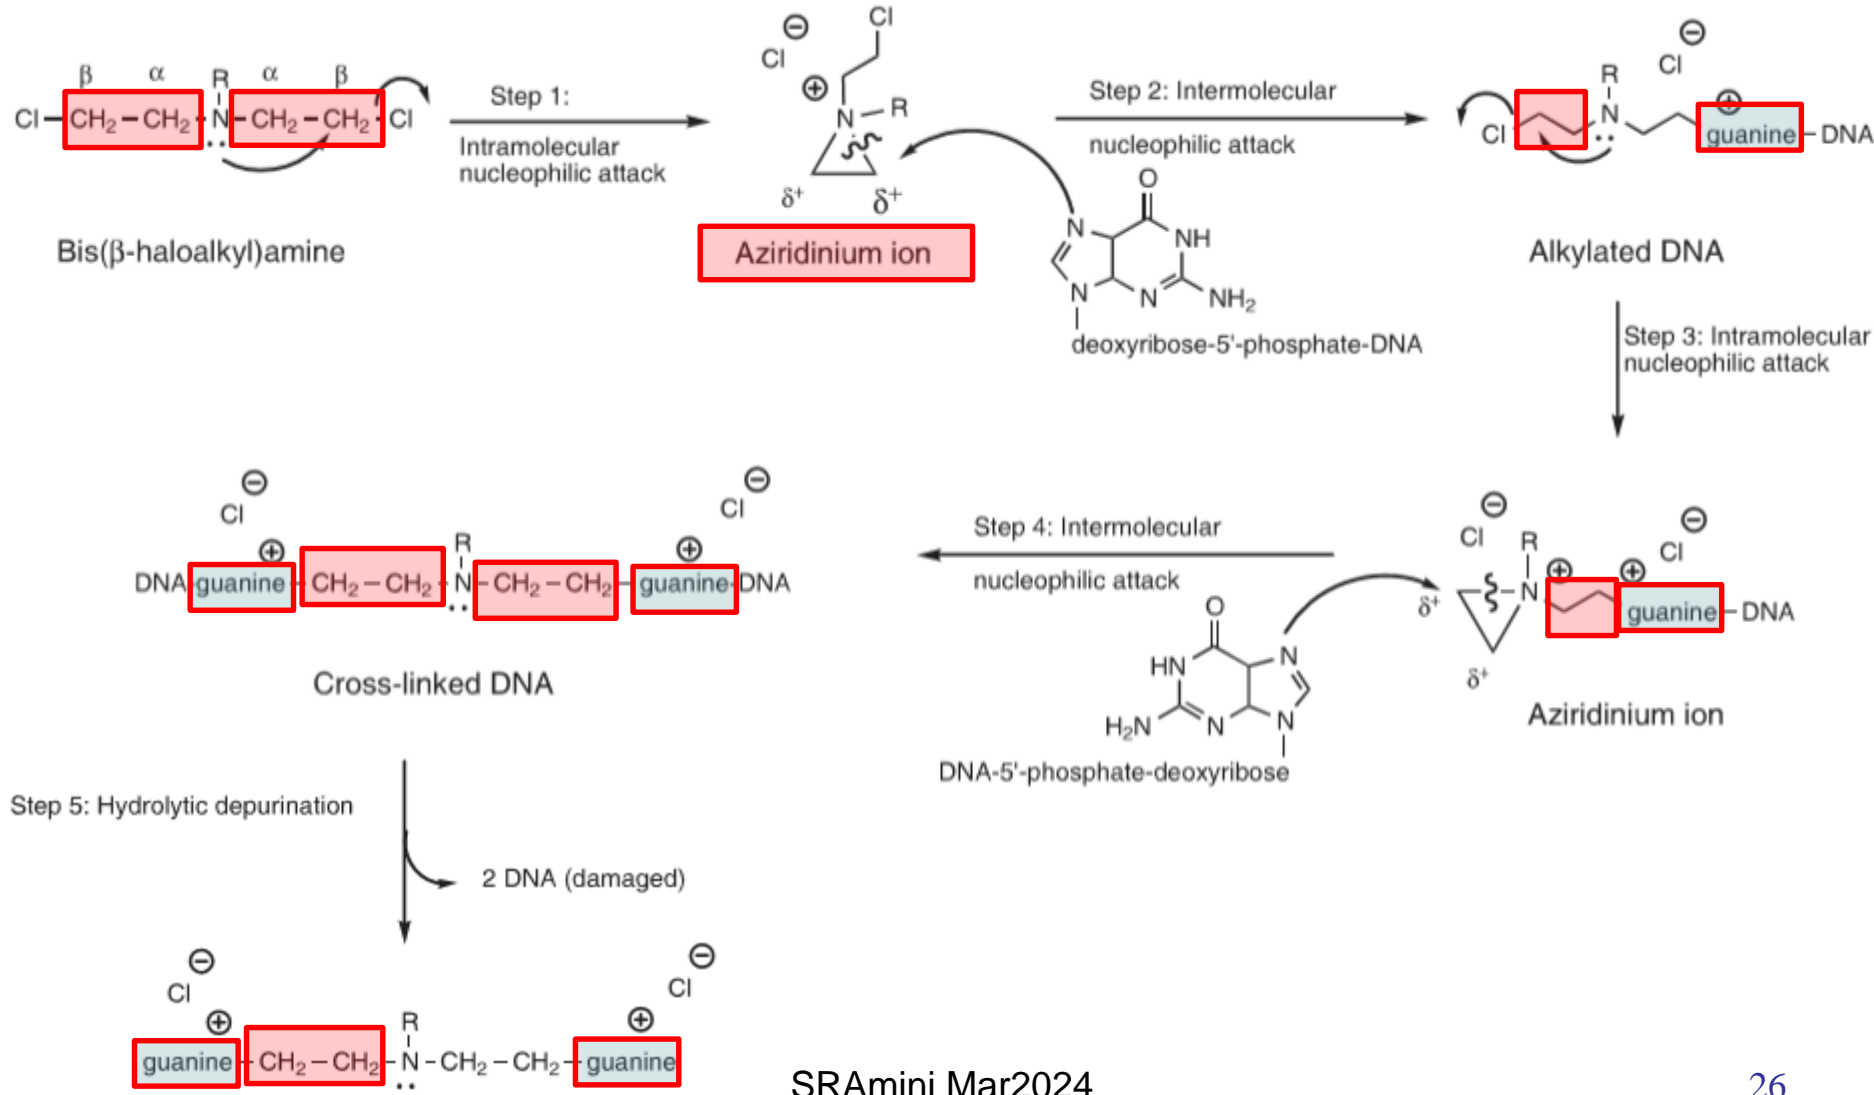 β α R α β
Cl–CH₂–CH₂–N–CH₂–CH₂–Cl
Bis(β-haloalkyl)amine
Step 1:
Intramolecular
nucleophilic attack
Cl
Cl ⊖
⊕
N–R
δ⁺ δ⁺
Aziridinium ion
Step 2: Intermolecular
nucleophilic attack
O
N NH
N N NH₂
deoxyribose-5'-phosphate-DNA
Cl ⊖
R ⊕
Cl N guanine–DNA
Alkylated DNA
Step 3: Intramolecular
nucleophilic attack
Cl ⊖ Cl ⊖
R ⊕ ⊕
δ⁺ N guanine–DNA
δ⁺
Aziridinium ion
Step 4: Intermolecular
nucleophilic attack
O
HN N
H₂N N N
DNA-5'-phosphate-deoxyribose
Cl ⊖ Cl ⊖
⊕ R ⊕
DNA–guanine–CH₂–CH₂–N–CH₂–CH₂–guanine–DNA
Cross-linked DNA
Step 5: Hydrolytic depurination
2 DNA (damaged)
Cl ⊖ Cl ⊖
⊕ R ⊕
guanine–CH₂–CH₂–N–CH₂–CH₂–guanine
SRAmini Mar2024
26